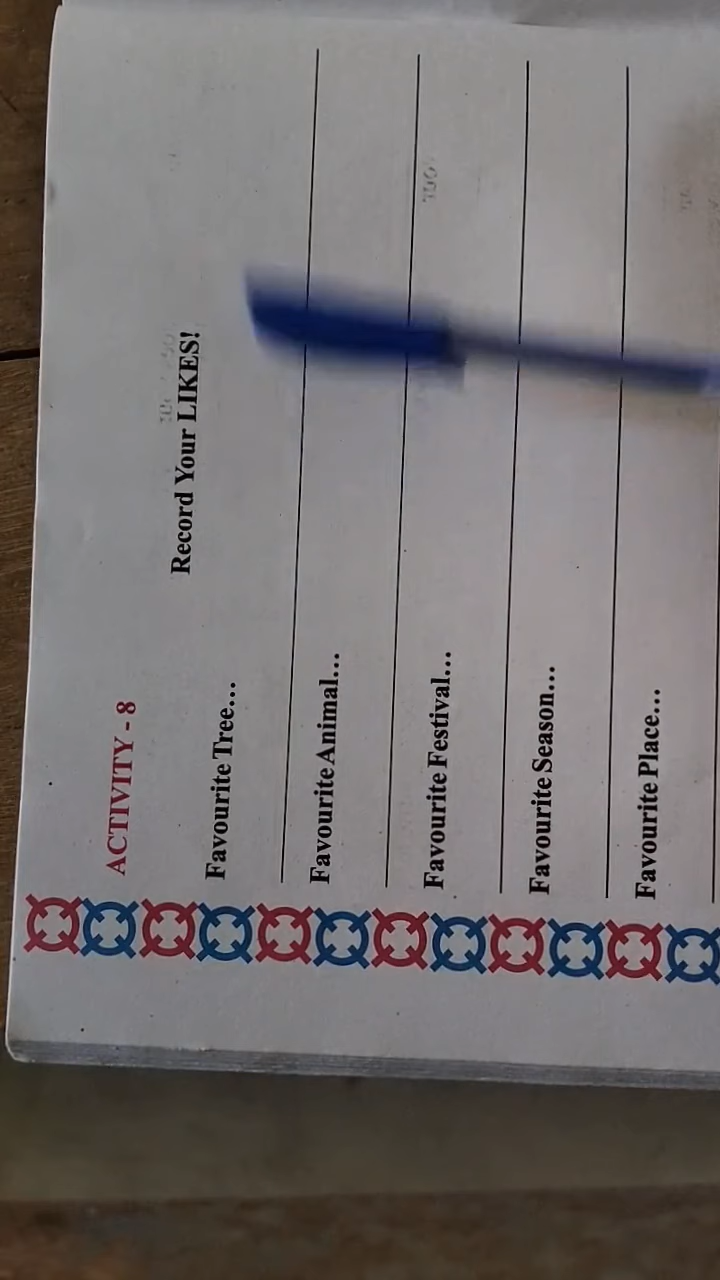 ACTIVITY - 8
Record Your LIKES!
Favourite Tree...
Favourite Animal...
Favourite Festival...
Favourite Season...
Favourite Place...